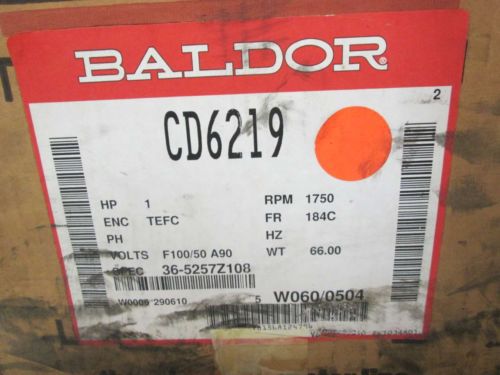 BALDOR
2
CD6219
HP 1 RPM 1750
ENC TEFC FR 184C
PH HZ
VOLTS F100/50 A90 WT 66.00
SPEC 36-5257Z108
W0006 290610 5 W060/0504